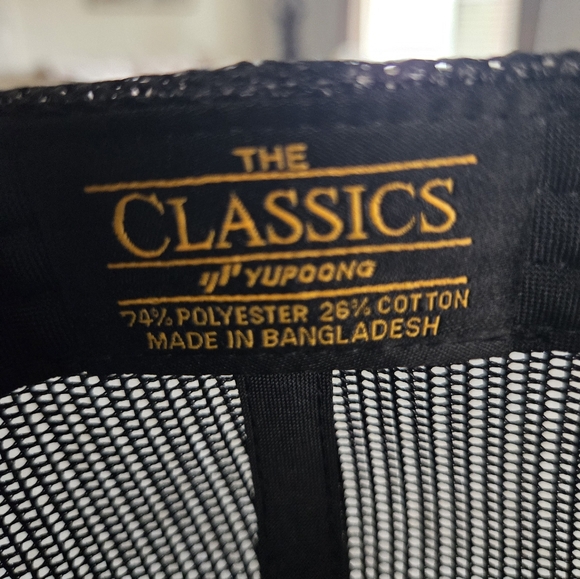 THE
CLASSICS
YUPOONG
74% POLYESTER 26% COTTON
MADE IN BANGLADESH